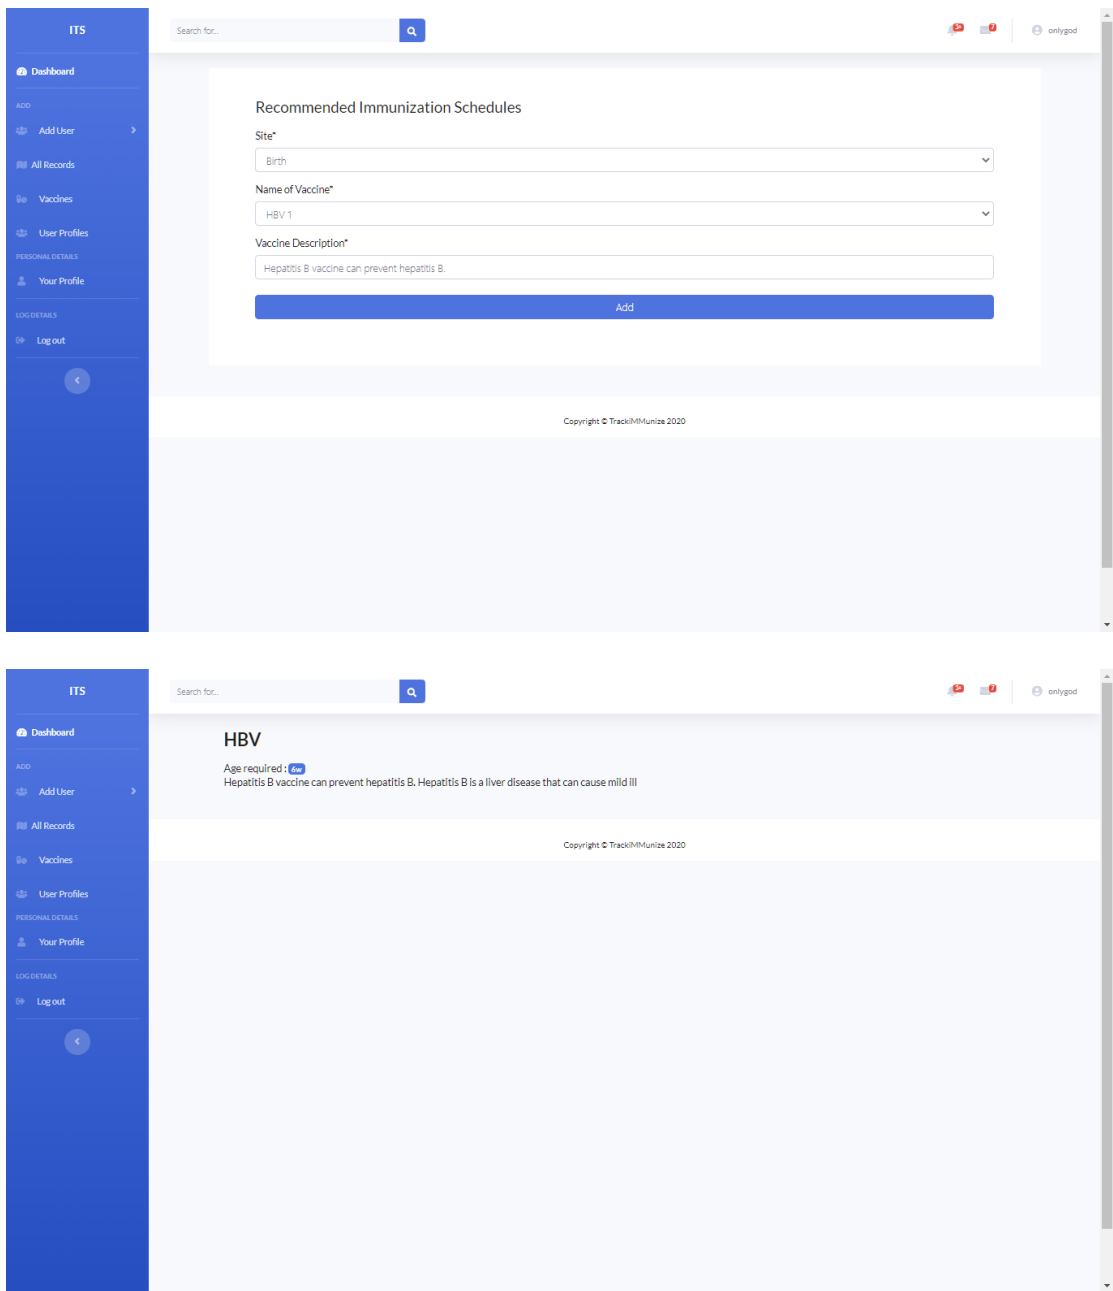 ITS
Search for...
3+
7
onlygod
Dashboard
ADD
Add User
All Records
Vaccines
User Profiles
PERSONAL DETAILS
Your Profile
LOG DETAILS
Log out
Recommended Immunization Schedules
Site*
Birth
Name of Vaccine*
HBV 1
Vaccine Description*
Hepatitis B vaccine can prevent hepatitis B.
Add
Copyright © TrackiMMunize 2020
ITS
Search for...
3+
7
onlygod
Dashboard
ADD
Add User
All Records
Vaccines
User Profiles
PERSONAL DETAILS
Your Profile
LOG DETAILS
Log out
HBV
Age required : 6w
Hepatitis B vaccine can prevent hepatitis B. Hepatitis B is a liver disease that can cause mild ill
Copyright © TrackiMMunize 2020